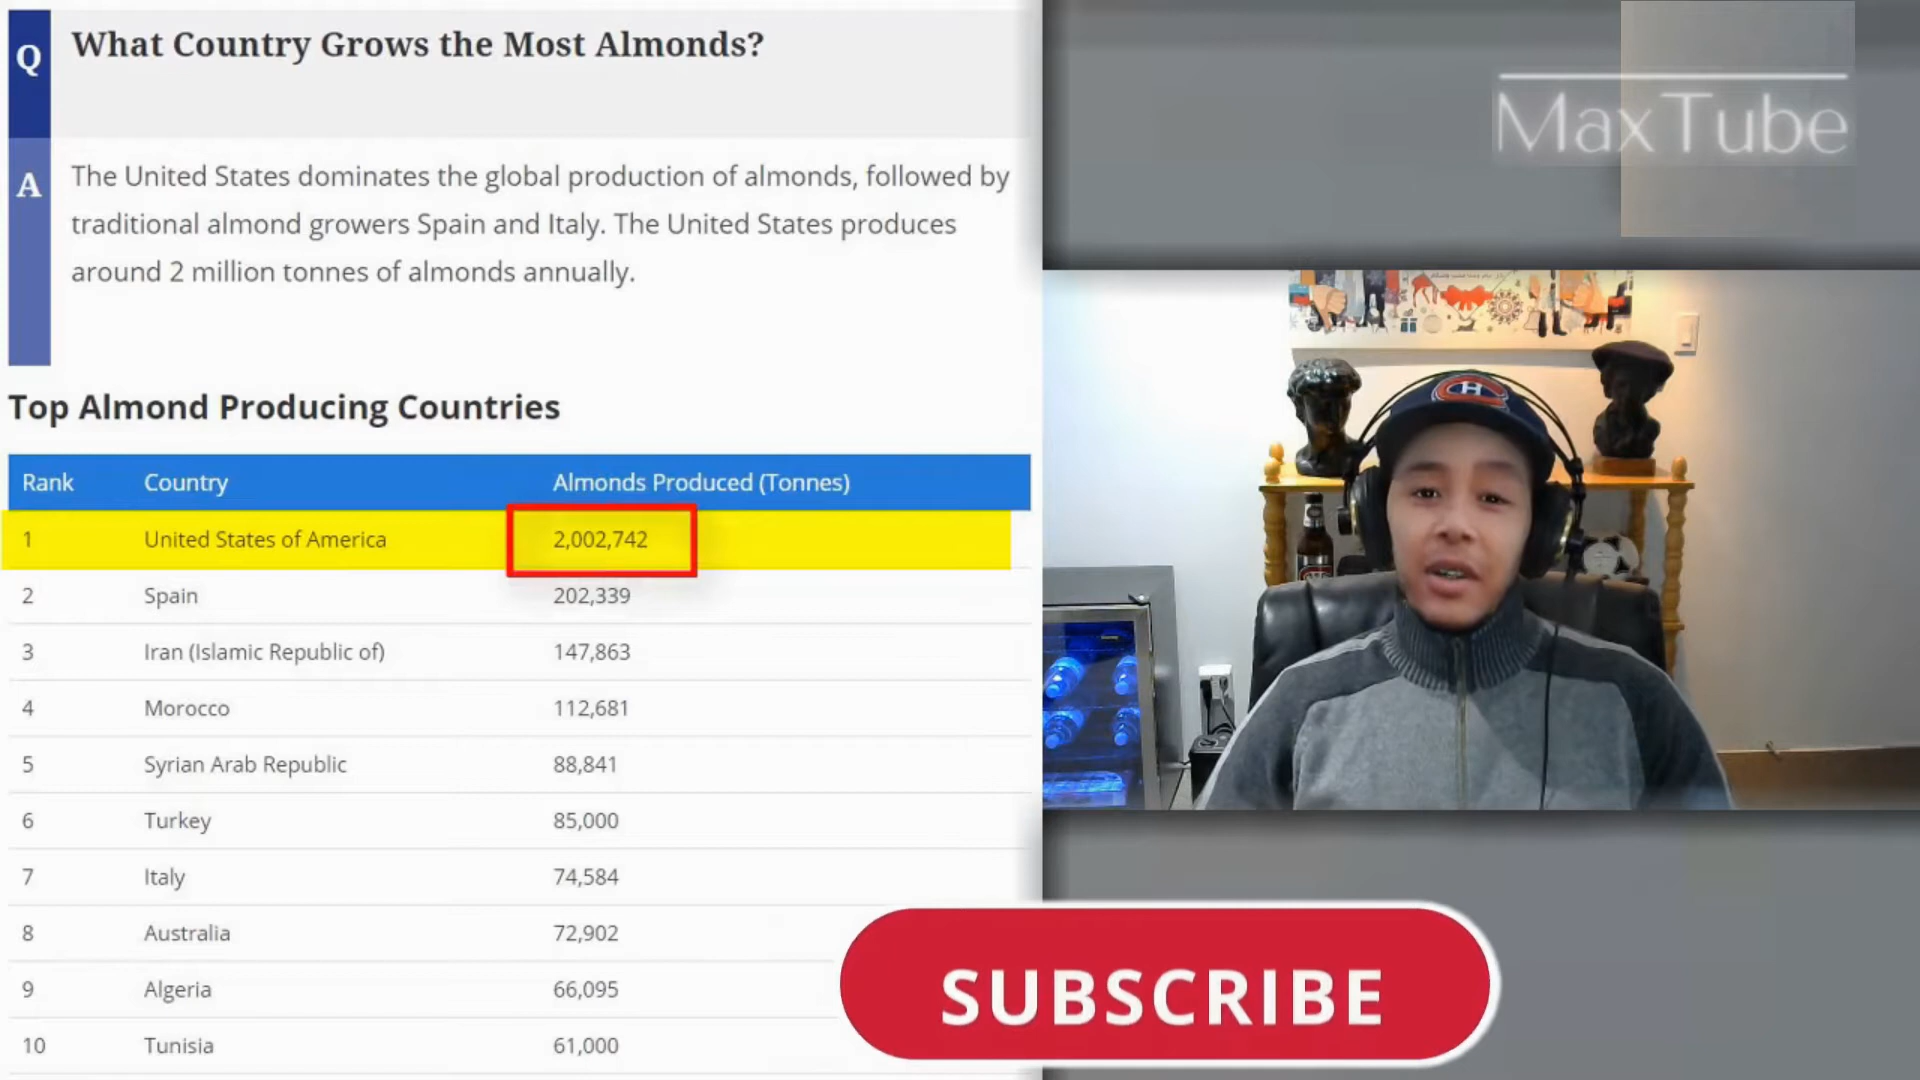 Q What Country Grows the Most Almonds?
A The United States dominates the global production of almonds, followed by
traditional almond growers Spain and Italy. The United States produces
around 2 million tonnes of almonds annually.
Top Almond Producing Countries
Rank Country Almonds Produced (Tonnes)
1 United States of America 2,002,742
2 Spain 202,339
3 Iran (Islamic Republic of) 147,863
4 Morocco 112,681
5 Syrian Arab Republic 88,841
6 Turkey 85,000
7 Italy 74,584
8 Australia 72,902
9 Algeria 66,095
10 Tunisia 61,000
MaxTube
H
SUBSCRIBE